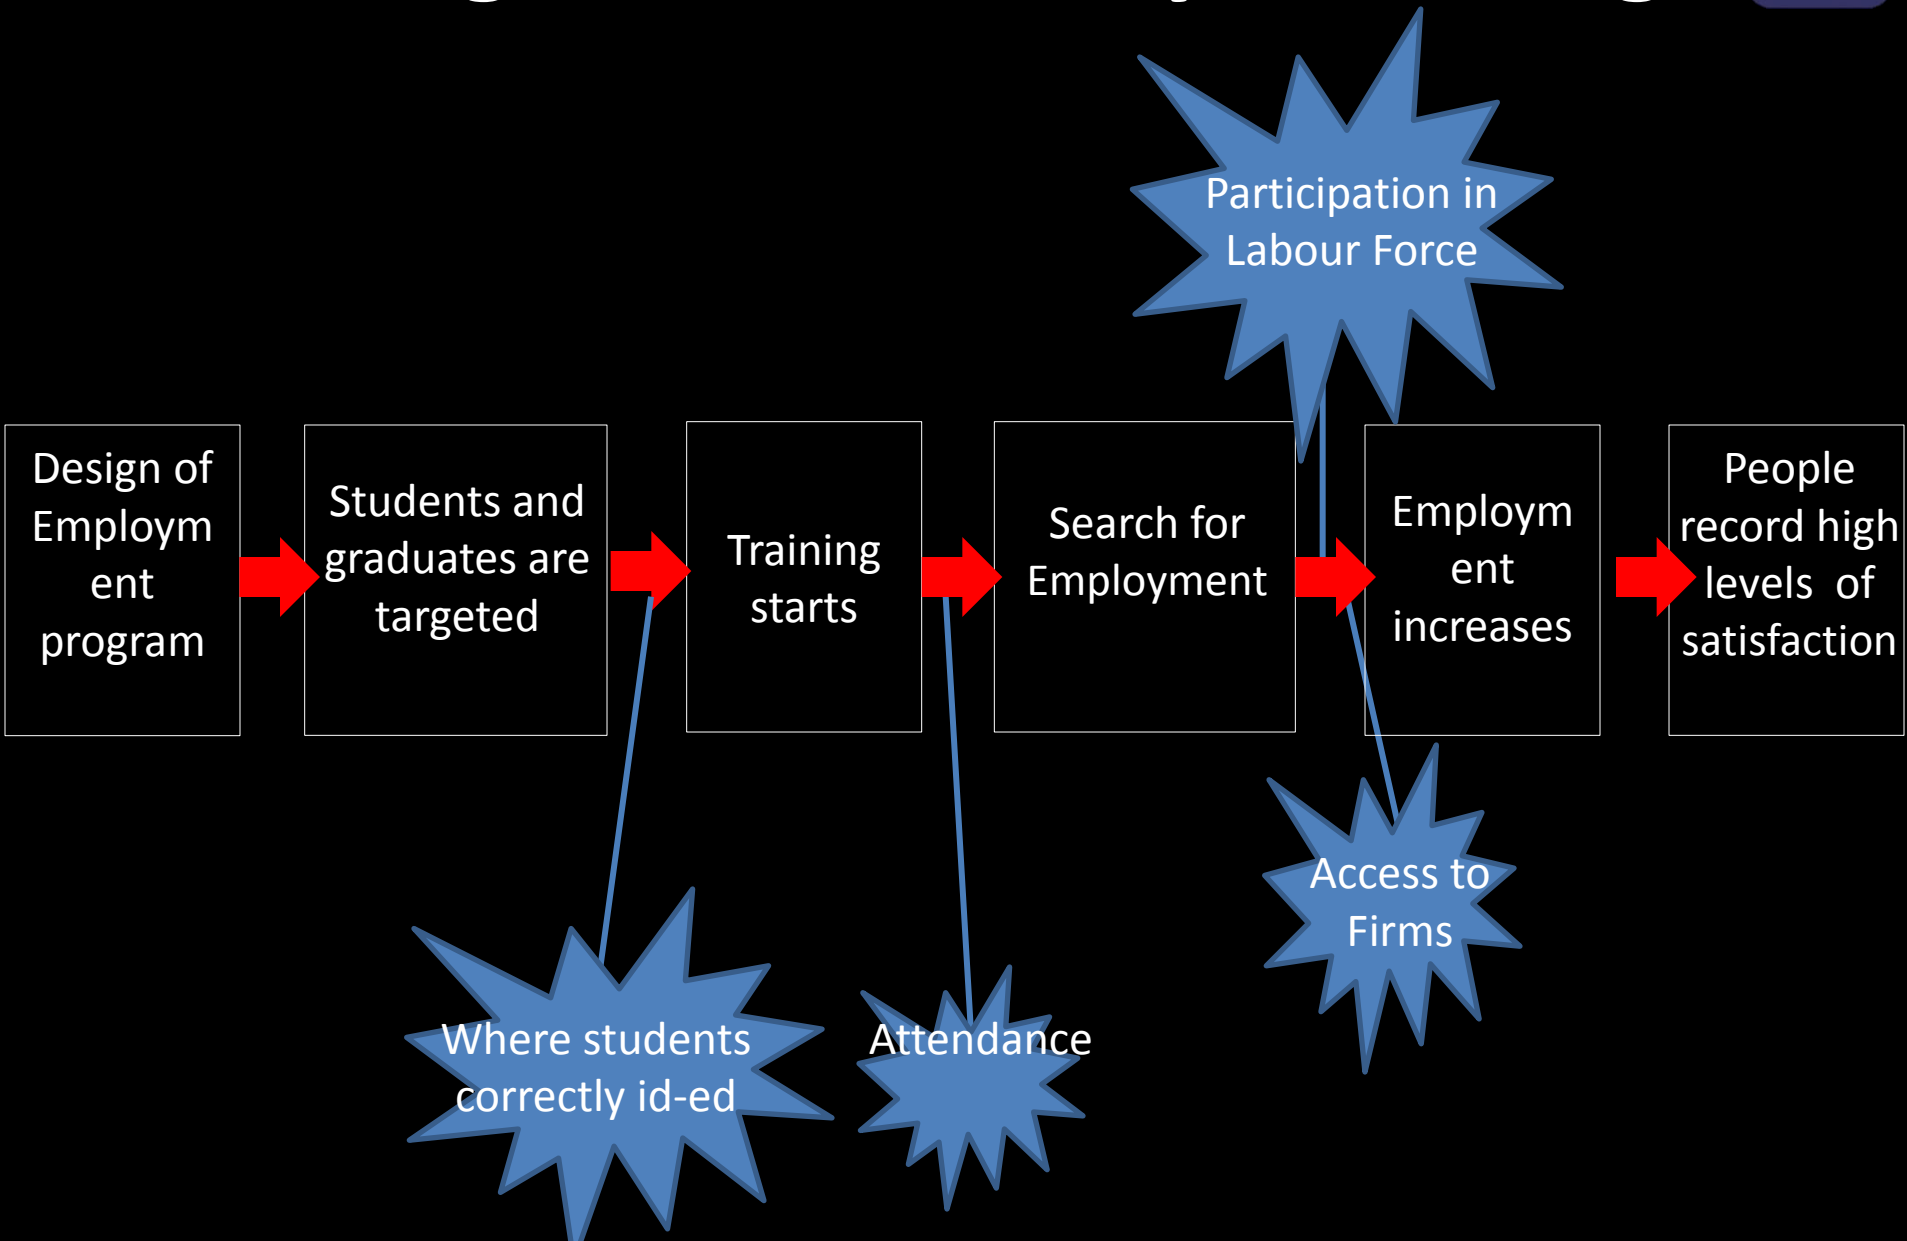 Participation in
Labour Force
Design of
Employm
ent
program
Students and
graduates are
targeted
Training
starts
Search for
Employment
Employm
ent
increases
People
record high
levels of
satisfaction
Access to
Firms
Where students
correctly id-ed
Attendance